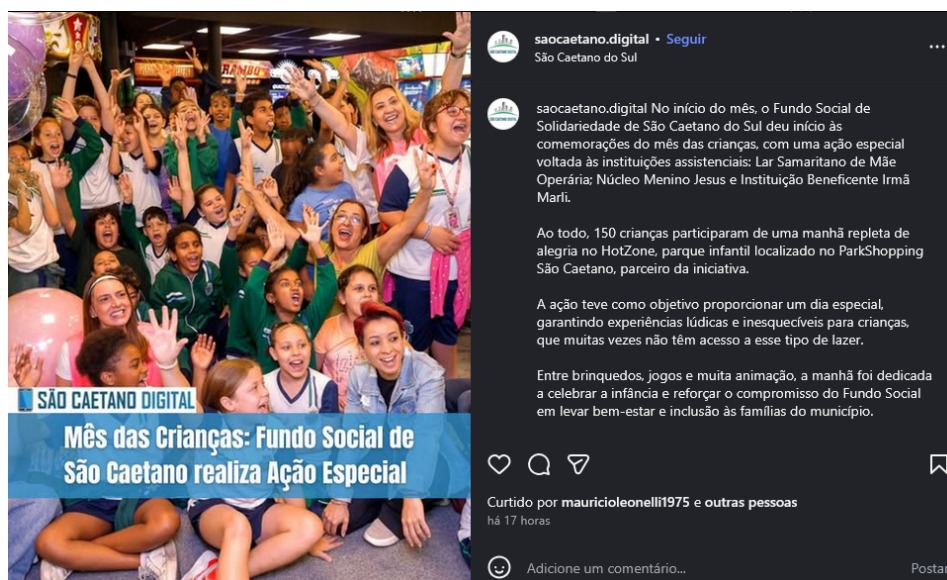 RAMBO
SÃO CAETANO DIGITAL
Mês das Crianças: Fundo Social de
São Caetano realiza Ação Especial
saocaetano.digital • Seguir
São Caetano do Sul
saocaetano.digital No início do mês, o Fundo Social de
Solidariedade de São Caetano do Sul deu início às
comemorações do mês das crianças, com uma ação especial
voltada às instituições assistenciais: Lar Samaritano de Mãe
Operária; Núcleo Menino Jesus e Instituição Beneficente Irmã
Marli.
Ao todo, 150 crianças participaram de uma manhã repleta de
alegria no HotZone, parque infantil localizado no ParkShopping
São Caetano, parceiro da iniciativa.
A ação teve como objetivo proporcionar um dia especial,
garantindo experiências lúdicas e inesquecíveis para crianças,
que muitas vezes não têm acesso a esse tipo de lazer.
Entre brinquedos, jogos e muita animação, a manhã foi dedicada
a celebrar a infância e reforçar o compromisso do Fundo Social
em levar bem-estar e inclusão às famílias do município.
Curtido por mauricioleonelli1975 e outras pessoas
há 17 horas
Adicione um comentário...
Postar